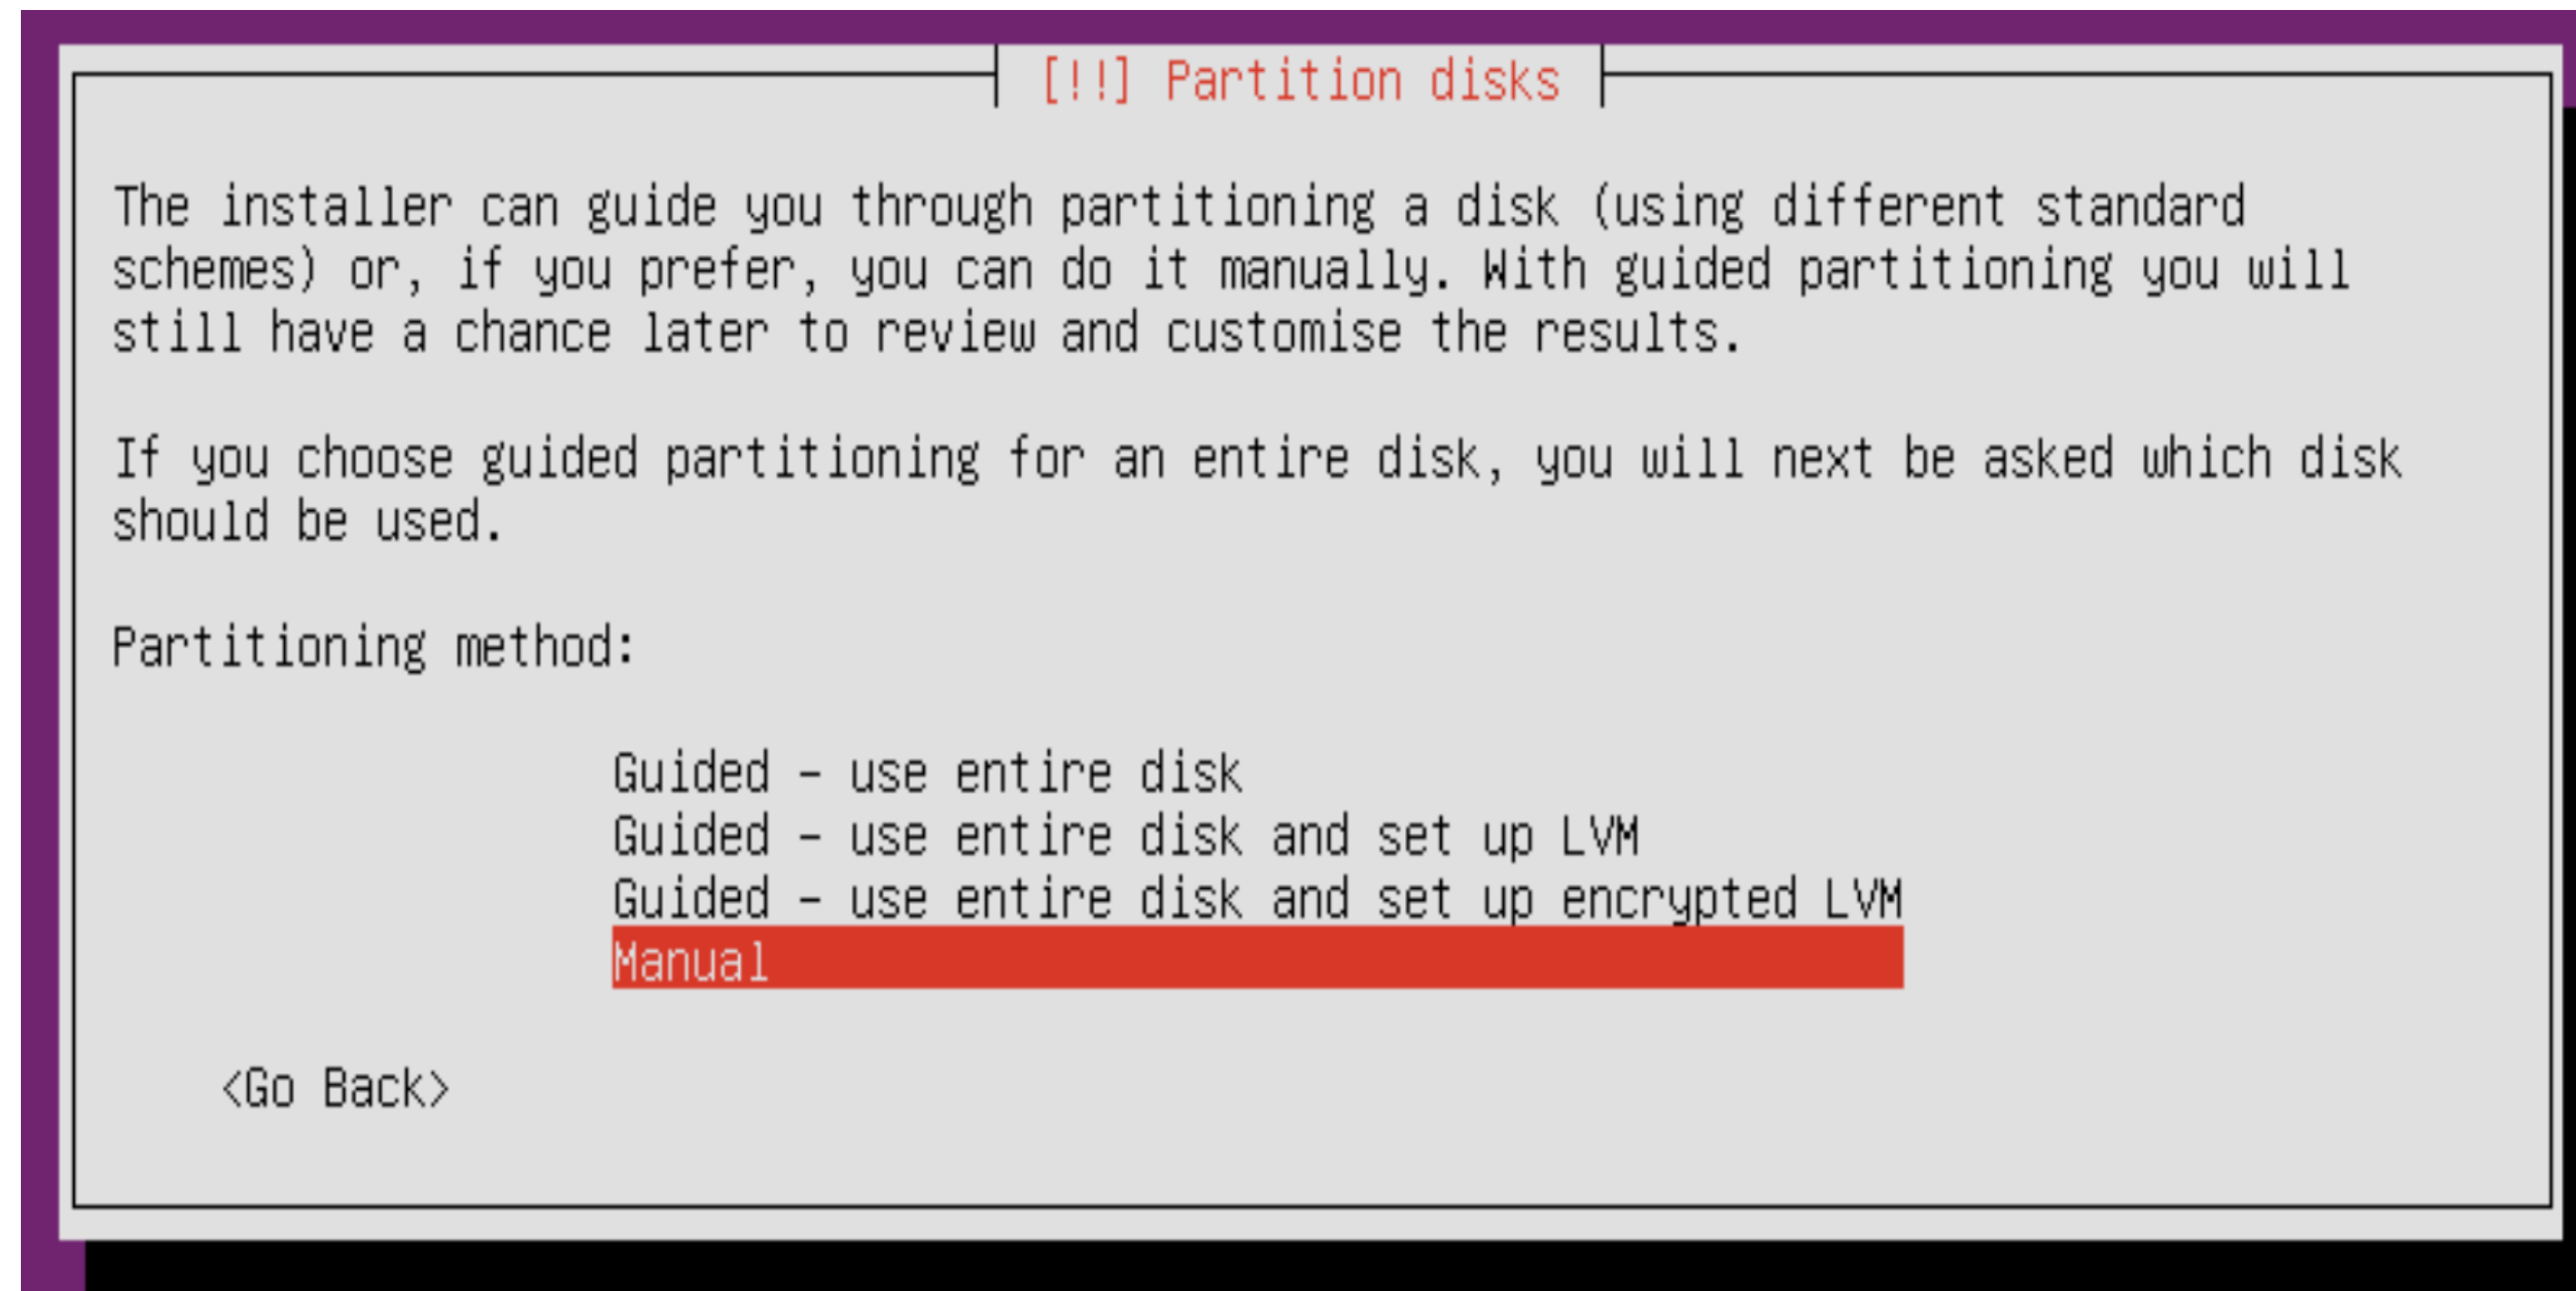 [!!] Partition disks
The installer can guide you through partitioning a disk (using different standard
schemes) or, if you prefer, you can do it manually. With guided partitioning you will
still have a chance later to review and customise the results.
If you choose guided partitioning for an entire disk, you will next be asked which disk
should be used.
Partitioning method:
Guided - use entire disk
Guided - use entire disk and set up LVM
Guided - use entire disk and set up encrypted LVM
Manual
<Go Back>